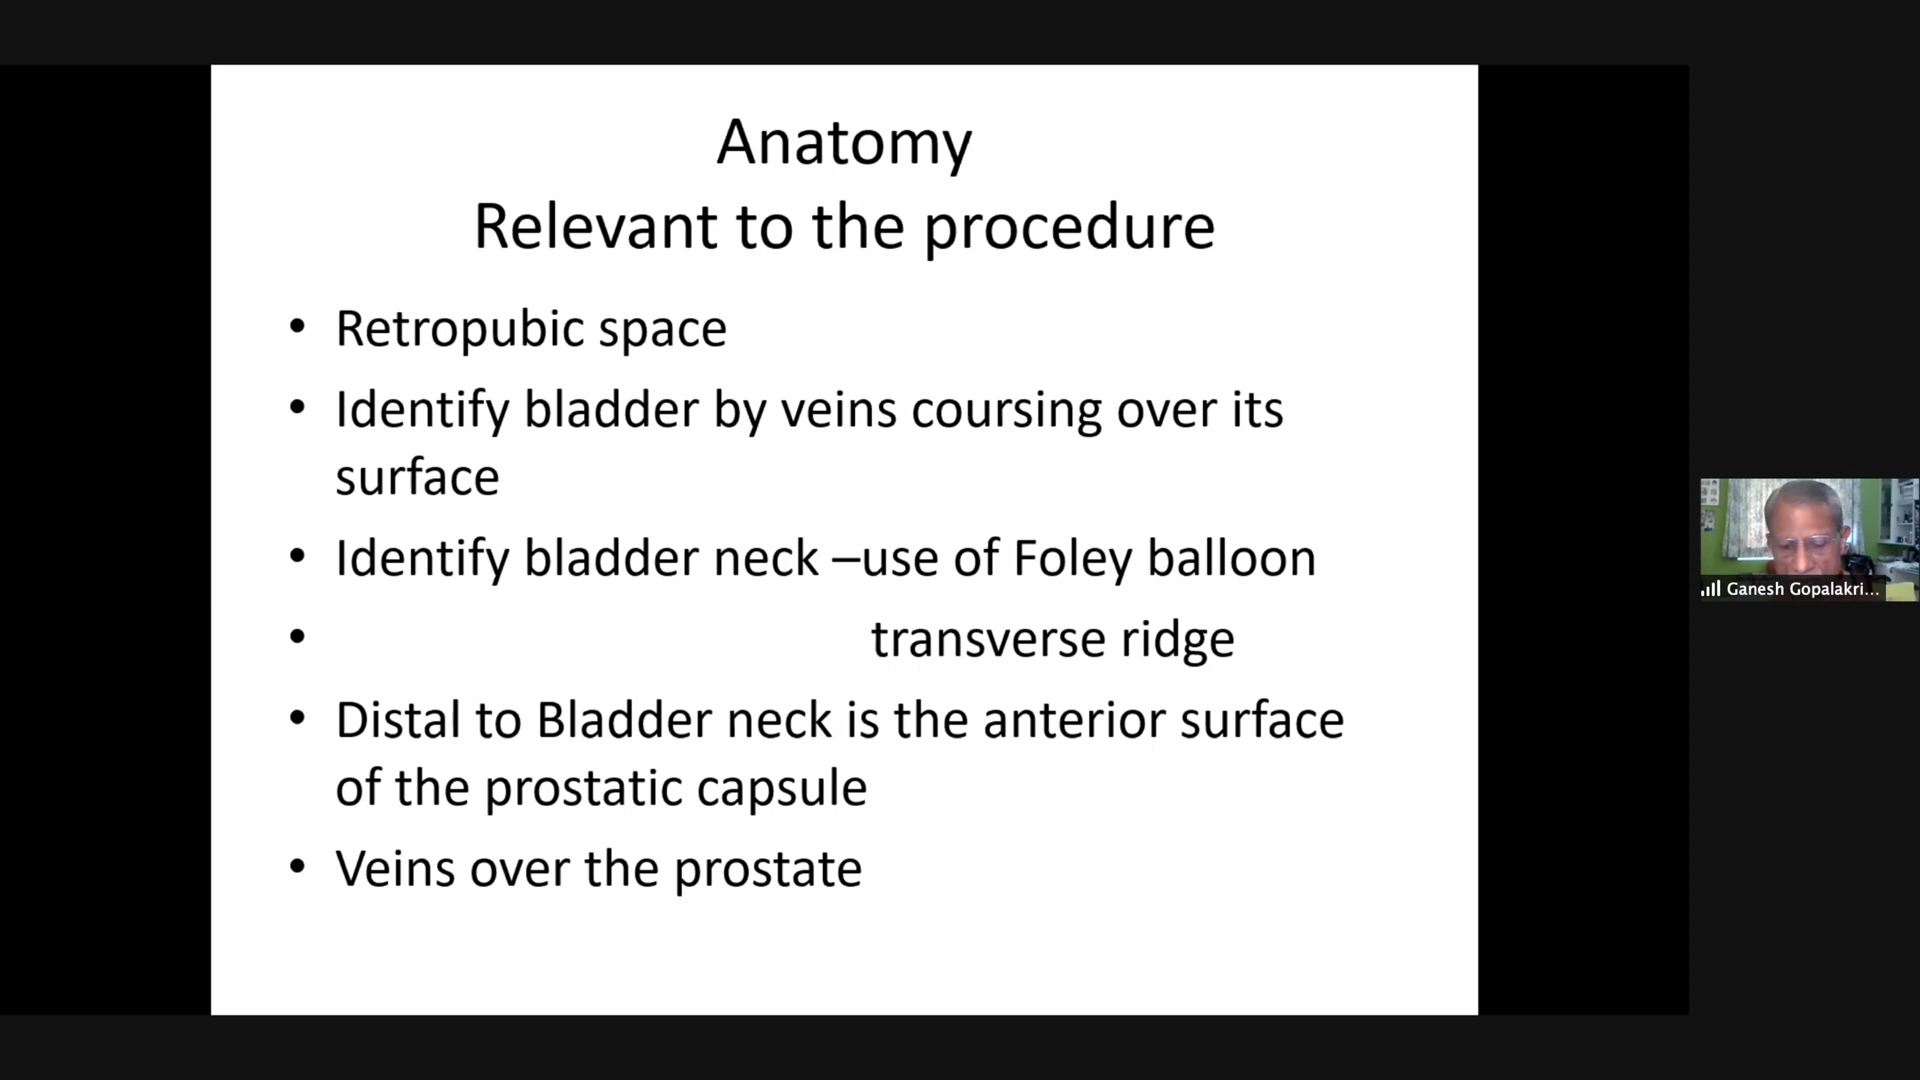 Anatomy
Relevant to the procedure
• Retropubic space
• Identify bladder by veins coursing over its
surface
• Identify bladder neck –use of Foley balloon
• transverse ridge
• Distal to Bladder neck is the anterior surface
of the prostatic capsule
• Veins over the prostate
Ganesh Gopalakri...